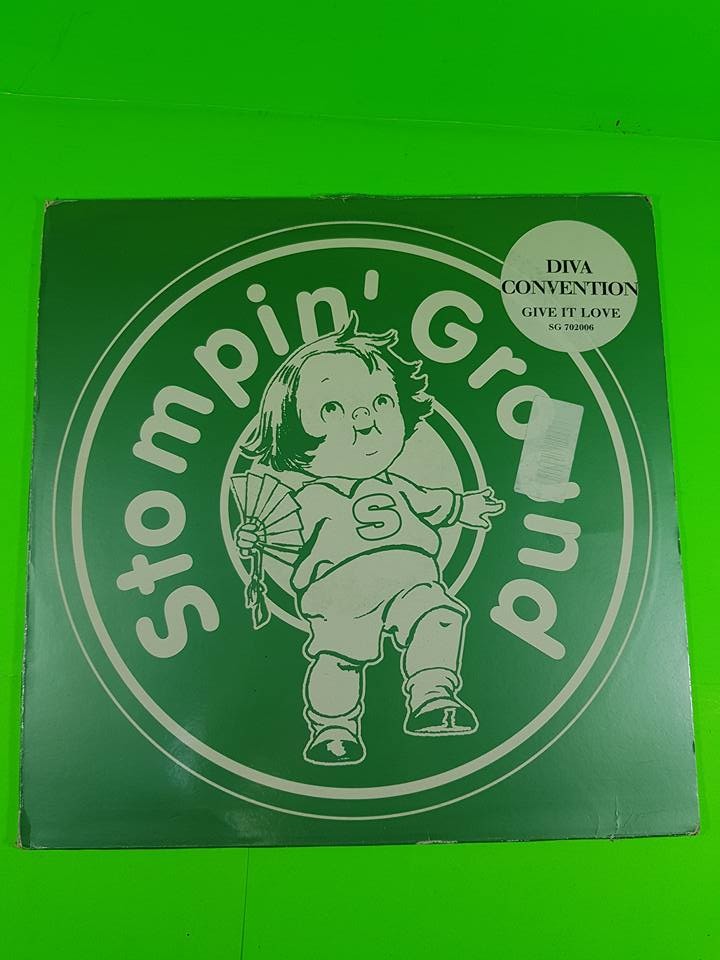 Stompin' Ground
S
DIVA
CONVENTION
GIVE IT LOVE
SG 702006